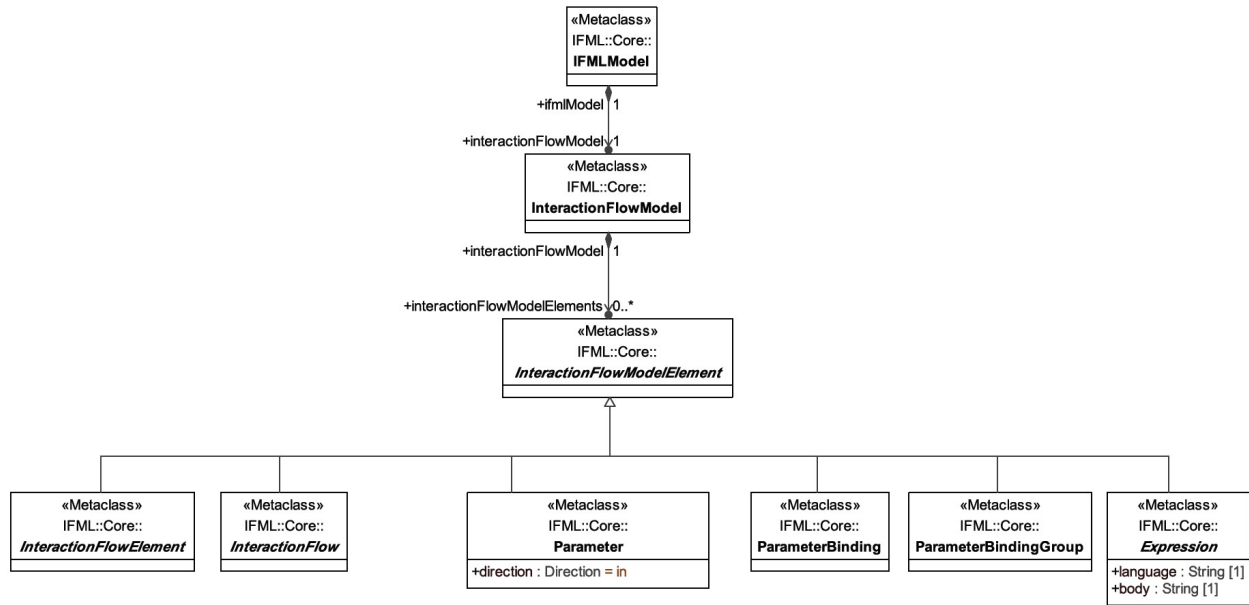 «Metaclass»
IFML::Core::
IFMLModel
+ifmlModel 1
+interactionFlowModel 1
«Metaclass»
IFML::Core::
InteractionFlowModel
+interactionFlowModel 1
+interactionFlowModelElements 0..*
«Metaclass»
IFML::Core::
InteractionFlowModelElement
«Metaclass»
IFML::Core::
InteractionFlowElement
«Metaclass»
IFML::Core::
InteractionFlow
«Metaclass»
IFML::Core::
Parameter
+direction : Direction = in
«Metaclass»
IFML::Core::
ParameterBinding
«Metaclass»
IFML::Core::
ParameterBindingGroup
«Metaclass»
IFML::Core::
Expression
+language : String [1]
+body : String [1]